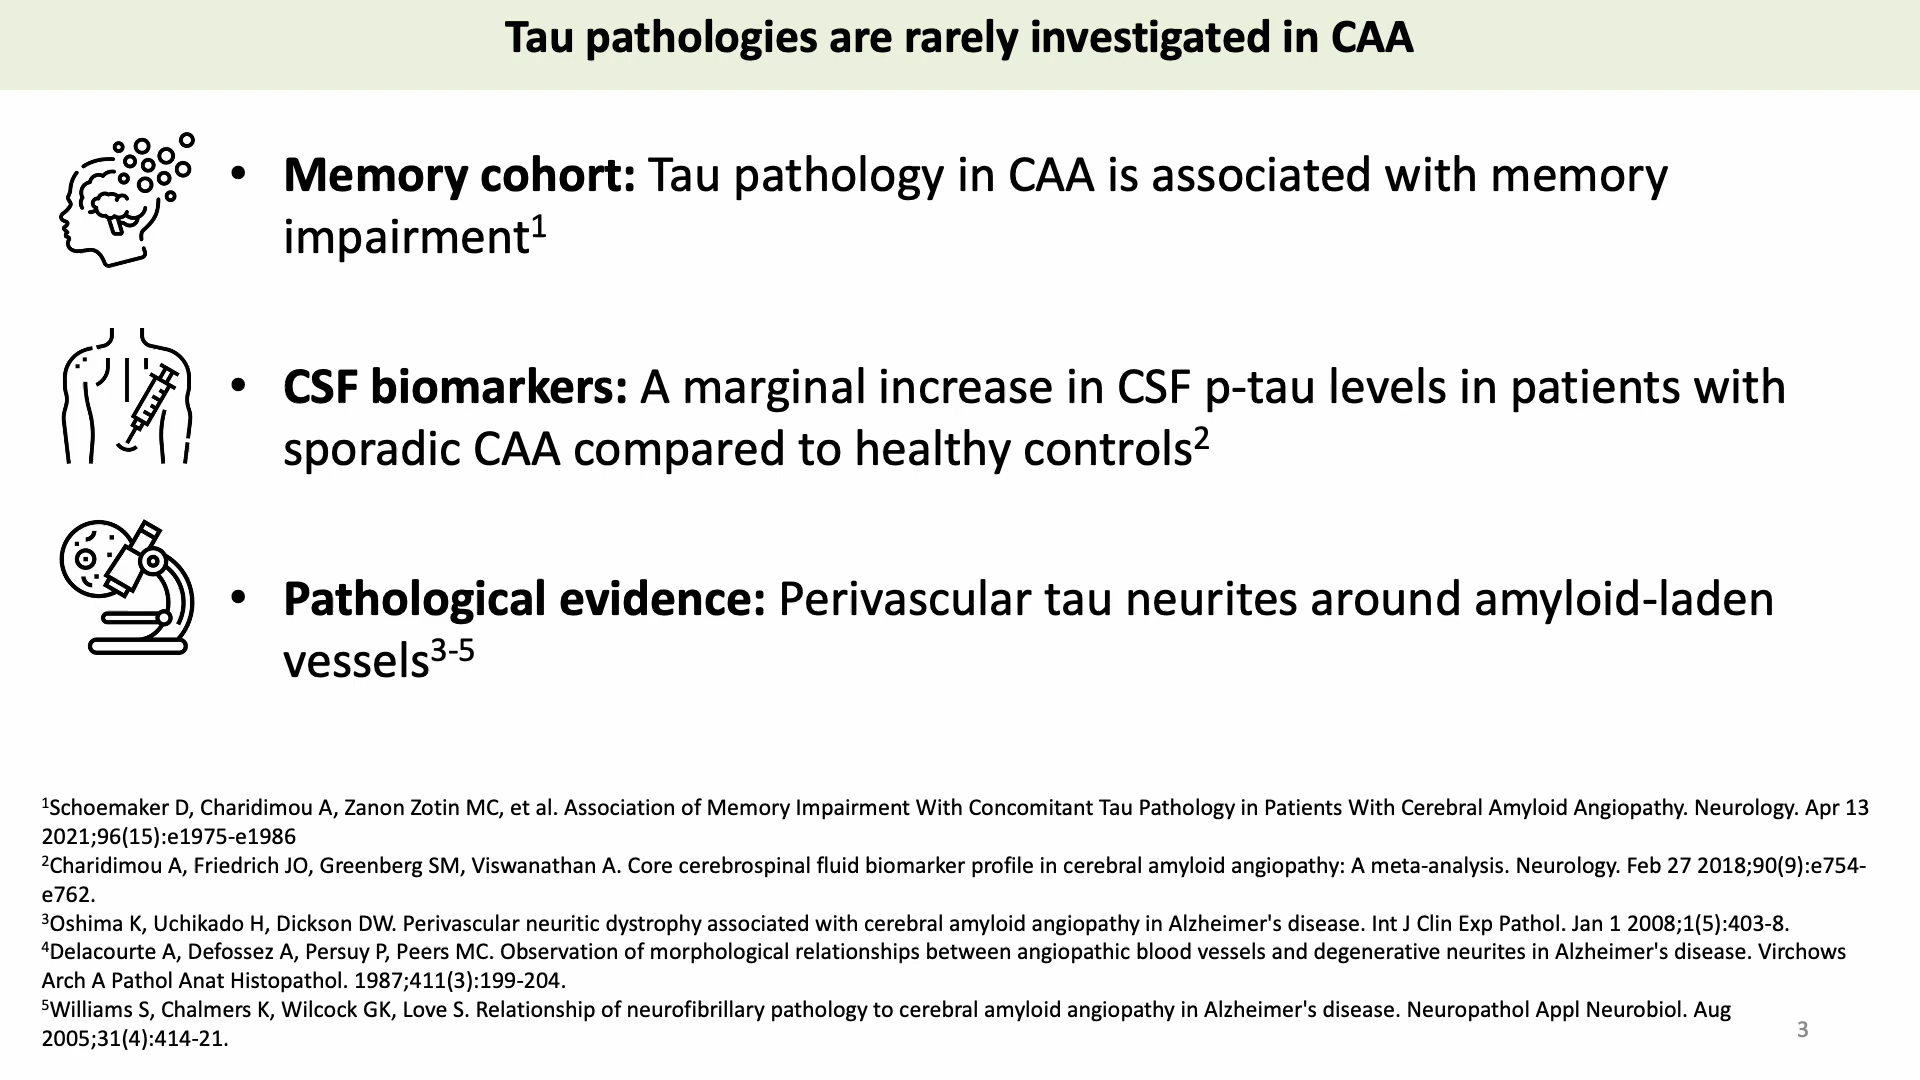 Tau pathologies are rarely investigated in CAA
• Memory cohort: Tau pathology in CAA is associated with memory
impairment¹
• CSF biomarkers: A marginal increase in CSF p-tau levels in patients with
sporadic CAA compared to healthy controls²
• Pathological evidence: Perivascular tau neurites around amyloid-laden
vessels³⁻⁵
¹Schoemaker D, Charidimou A, Zanon Zotin MC, et al. Association of Memory Impairment With Concomitant Tau Pathology in Patients With Cerebral Amyloid Angiopathy. Neurology. Apr 13
2021;96(15):e1975-e1986
²Charidimou A, Friedrich JO, Greenberg SM, Viswanathan A. Core cerebrospinal fluid biomarker profile in cerebral amyloid angiopathy: A meta-analysis. Neurology. Feb 27 2018;90(9):e754-
e762.
³Oshima K, Uchikado H, Dickson DW. Perivascular neuritic dystrophy associated with cerebral amyloid angiopathy in Alzheimer's disease. Int J Clin Exp Pathol. Jan 1 2008;1(5):403-8.
⁴Delacourte A, Defossez A, Persuy P, Peers MC. Observation of morphological relationships between angiopathic blood vessels and degenerative neurites in Alzheimer's disease. Virchows
Arch A Pathol Anat Histopathol. 1987;411(3):199-204.
⁵Williams S, Chalmers K, Wilcock GK, Love S. Relationship of neurofibrillary pathology to cerebral amyloid angiopathy in Alzheimer's disease. Neuropathol Appl Neurobiol. Aug
2005;31(4):414-21.
3